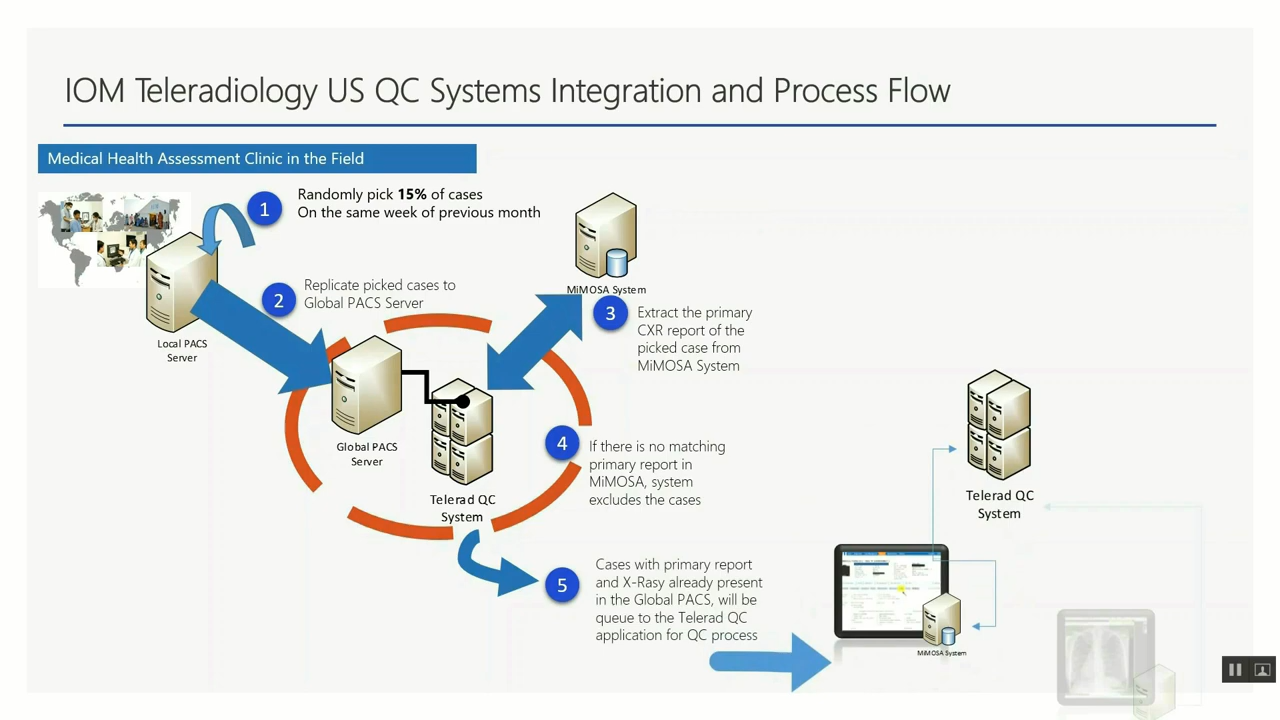 IOM Teleradiology US QC Systems Integration and Process Flow
Medical Health Assessment Clinic in the Field
1
Randomly pick 15% of cases
On the same week of previous month
Local PACS
Server
2
Replicate picked cases to
Global PACS Server
MiMOSA System
3
Extract the primary
CXR report of the
picked case from
MiMOSA System
Global PACS
Server
Telerad QC
System
4
If there is no matching
primary report in
MiMOSA, system
excludes the cases
5
Cases with primary report
and X-Rasy already present
in the Global PACS, will be
queue to the Telerad QC
application for QC process
Telerad QC
System
MiMOSA System